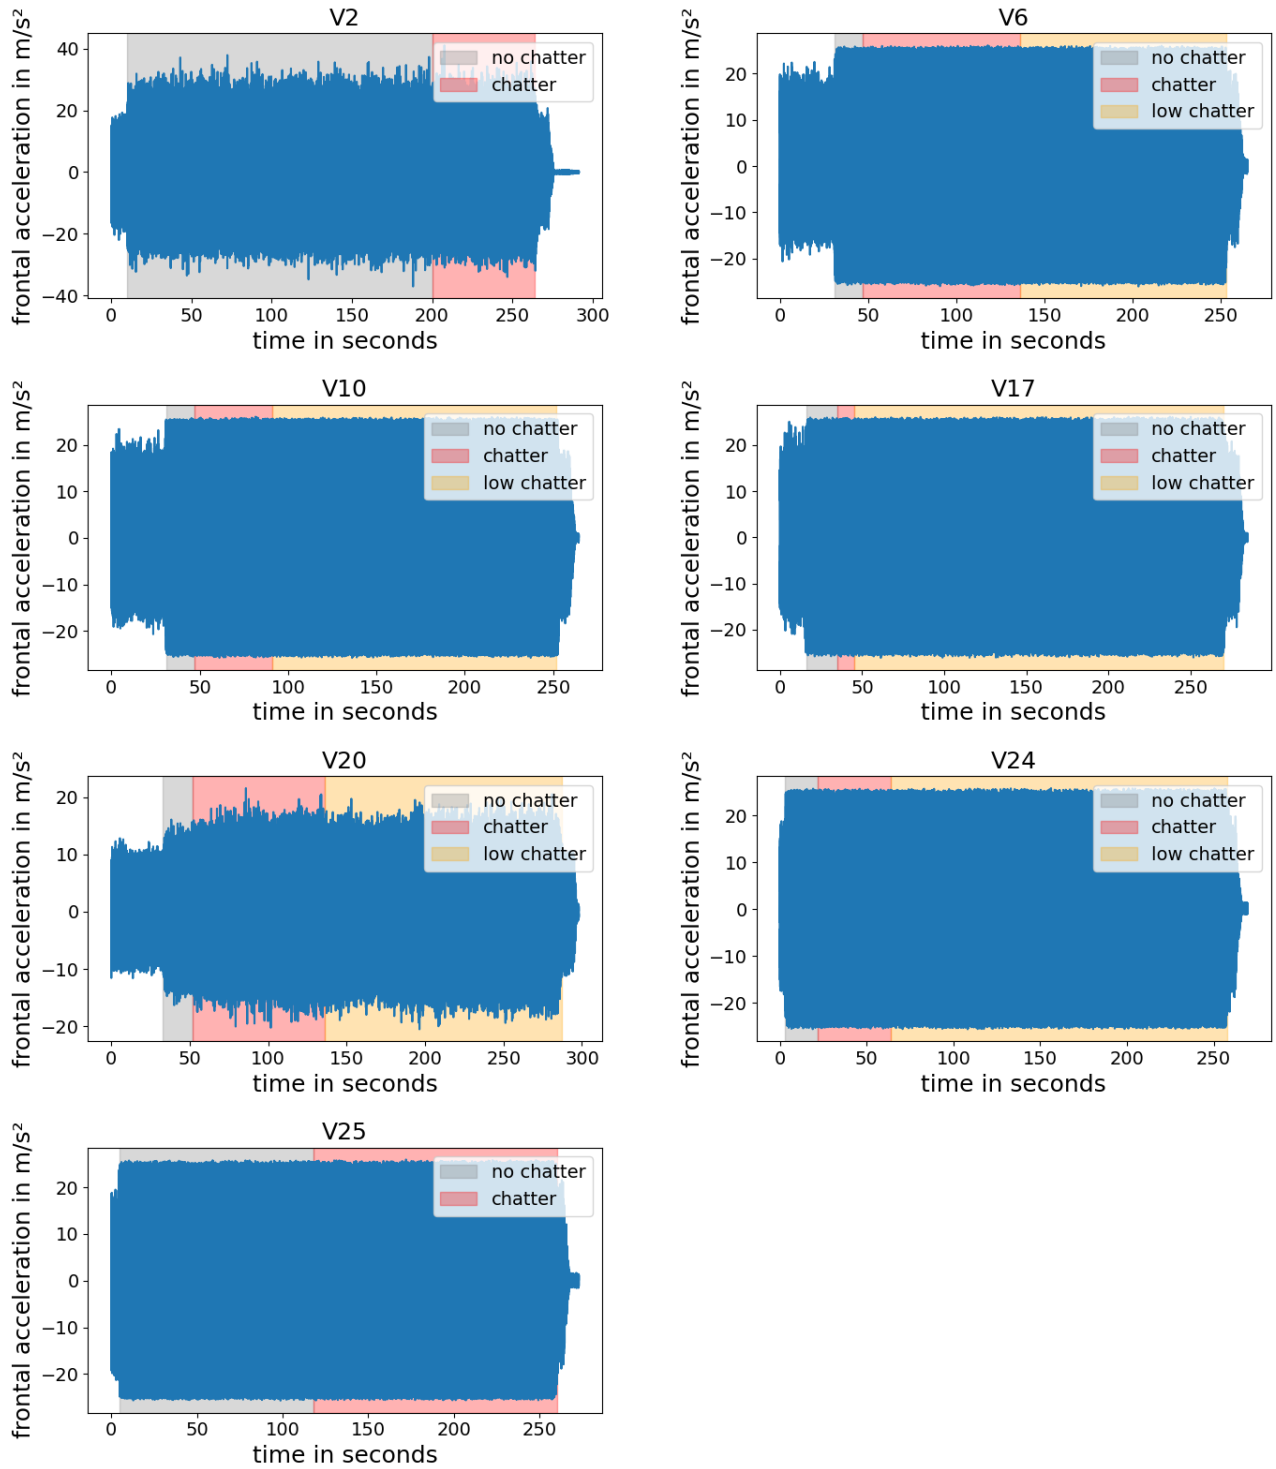 V2
frontal acceleration in m/s²
40
20
0
−20
−40
no chatter
chatter
0 50 100 150 200 250 300
time in seconds
V6
frontal acceleration in m/s²
20
10
0
−10
−20
no chatter
chatter
low chatter
0 50 100 150 200 250
time in seconds
V10
frontal acceleration in m/s²
20
10
0
−10
−20
no chatter
chatter
low chatter
0 50 100 150 200 250
time in seconds
V17
frontal acceleration in m/s²
20
10
0
−10
−20
no chatter
chatter
low chatter
0 50 100 150 200 250
time in seconds
V20
frontal acceleration in m/s²
20
10
0
−10
−20
no chatter
chatter
low chatter
0 50 100 150 200 250 300
time in seconds
V24
frontal acceleration in m/s²
20
10
0
−10
−20
no chatter
chatter
low chatter
0 50 100 150 200 250
time in seconds
V25
frontal acceleration in m/s²
20
10
0
−10
−20
no chatter
chatter
0 50 100 150 200 250
time in seconds